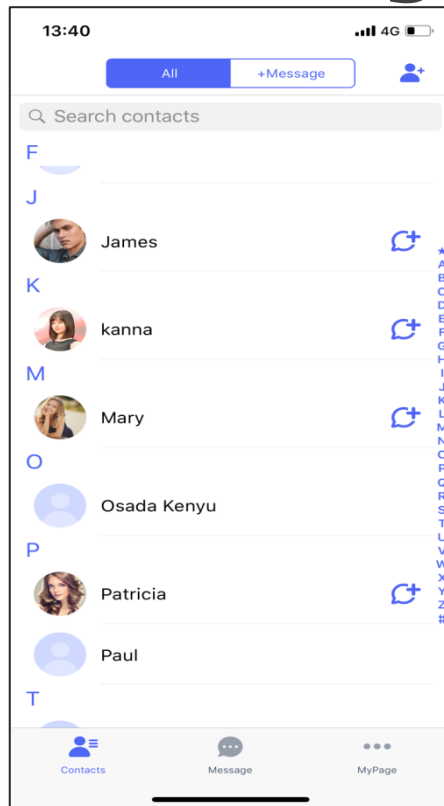 13:40 4G
All +Message
Search contacts
F
J
James
K
kanna
M
Mary
O
Osada Kenyu
P
Patricia
Paul
T
★
A
B
C
D
E
F
G
H
I
J
K
L
M
N
O
P
Q
R
S
T
U
V
W
X
Y
Z
#
Contacts Message MyPage